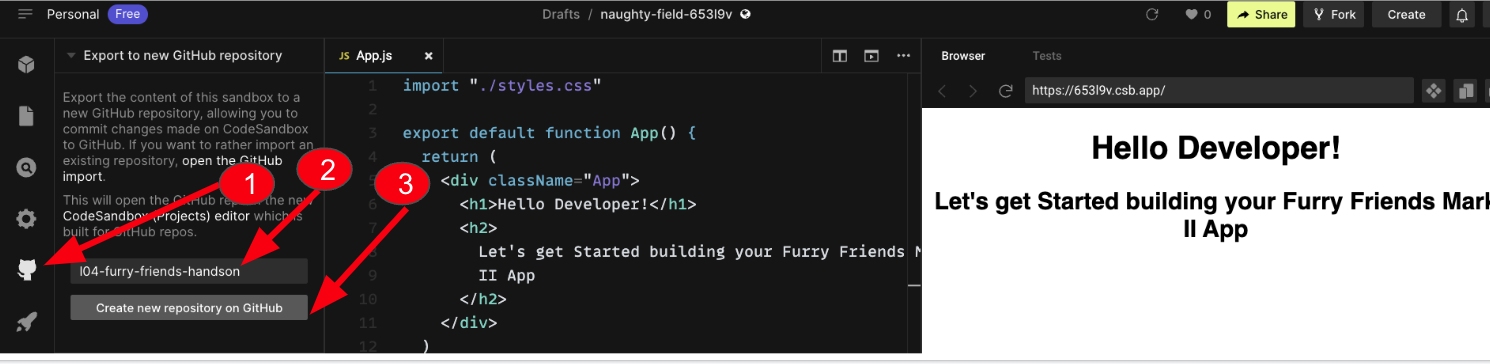 Personal Free
Drafts / naughty-field-653l9v
0
Share
Fork
Create
Export to new GitHub repository
Export the content of this sandbox to a
new GitHub repository, allowing you to
commit changes made on CodeSandbox
to GitHub. If you want to rather import an
existing repository, open the GitHub
import.
This will open the GitHub the new
CodeSandbox (Projects) editor which is
built for GitHub repos.
l04-furry-friends-handson
Create new repository on GitHub
1
2
3
JS App.js
1 import "./styles.css"
2
3 export default function App() {
4 return (
5 <div className="App">
6 <h1>Hello Developer!</h1>
7 <h2>
8 Let's get Started building your Furry Friends M
9 II App
10 </h2>
11 </div>
12 )
Browser
Tests
https://653l9v.csb.app/
Hello Developer!
Let's get Started building your Furry Friends Mark
II App